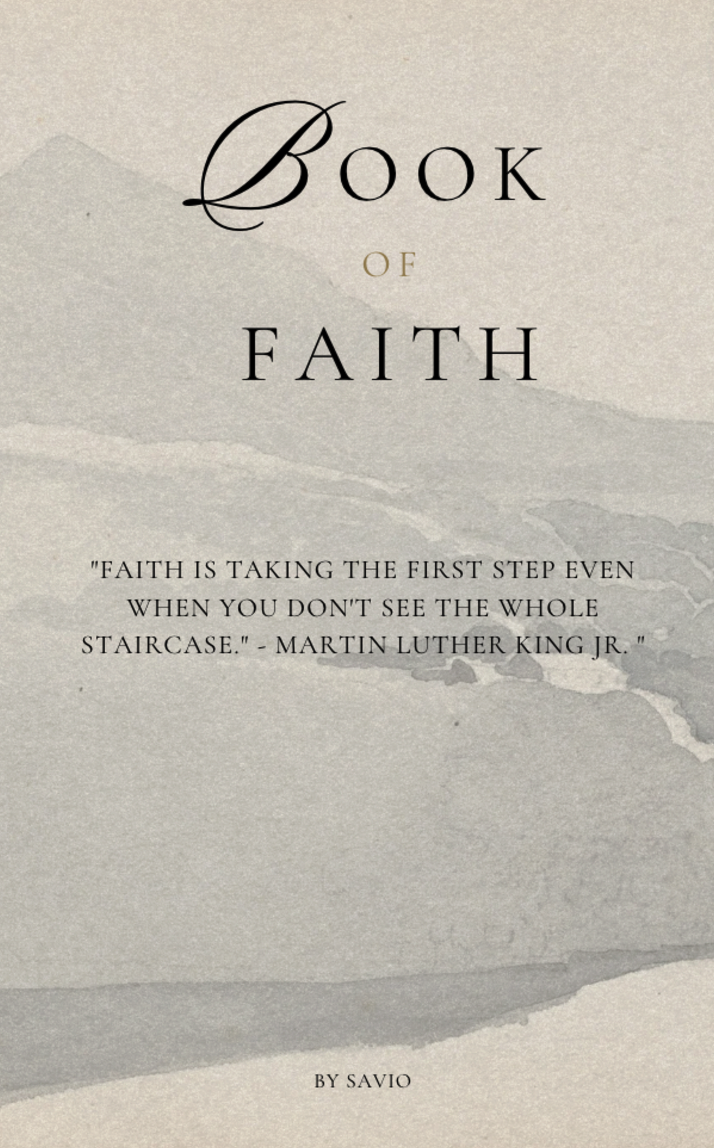 BOOK
OF
FAITH
"FAITH IS TAKING THE FIRST STEP EVEN
WHEN YOU DON'T SEE THE WHOLE
STAIRCASE." - MARTIN LUTHER KING JR. "
BY SAVIO